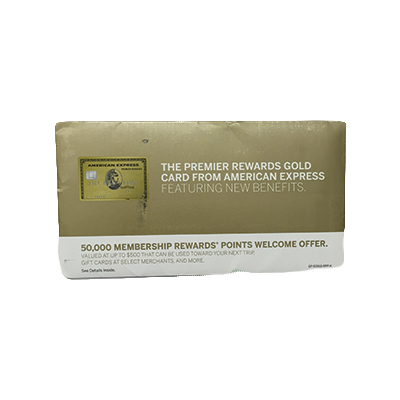 AMERICAN EXPRESS
THE PREMIER REWARDS GOLD
CARD FROM AMERICAN EXPRESS
FEATURING NEW BENEFITS.
50,000 MEMBERSHIP REWARDS® POINTS WELCOME OFFER.
VALUED AT UP TO $500 THAT CAN BE USED TOWARD YOUR NEXT TRIP,
GIFT CARDS AT SELECT MERCHANTS, AND MORE.
See Details Inside.